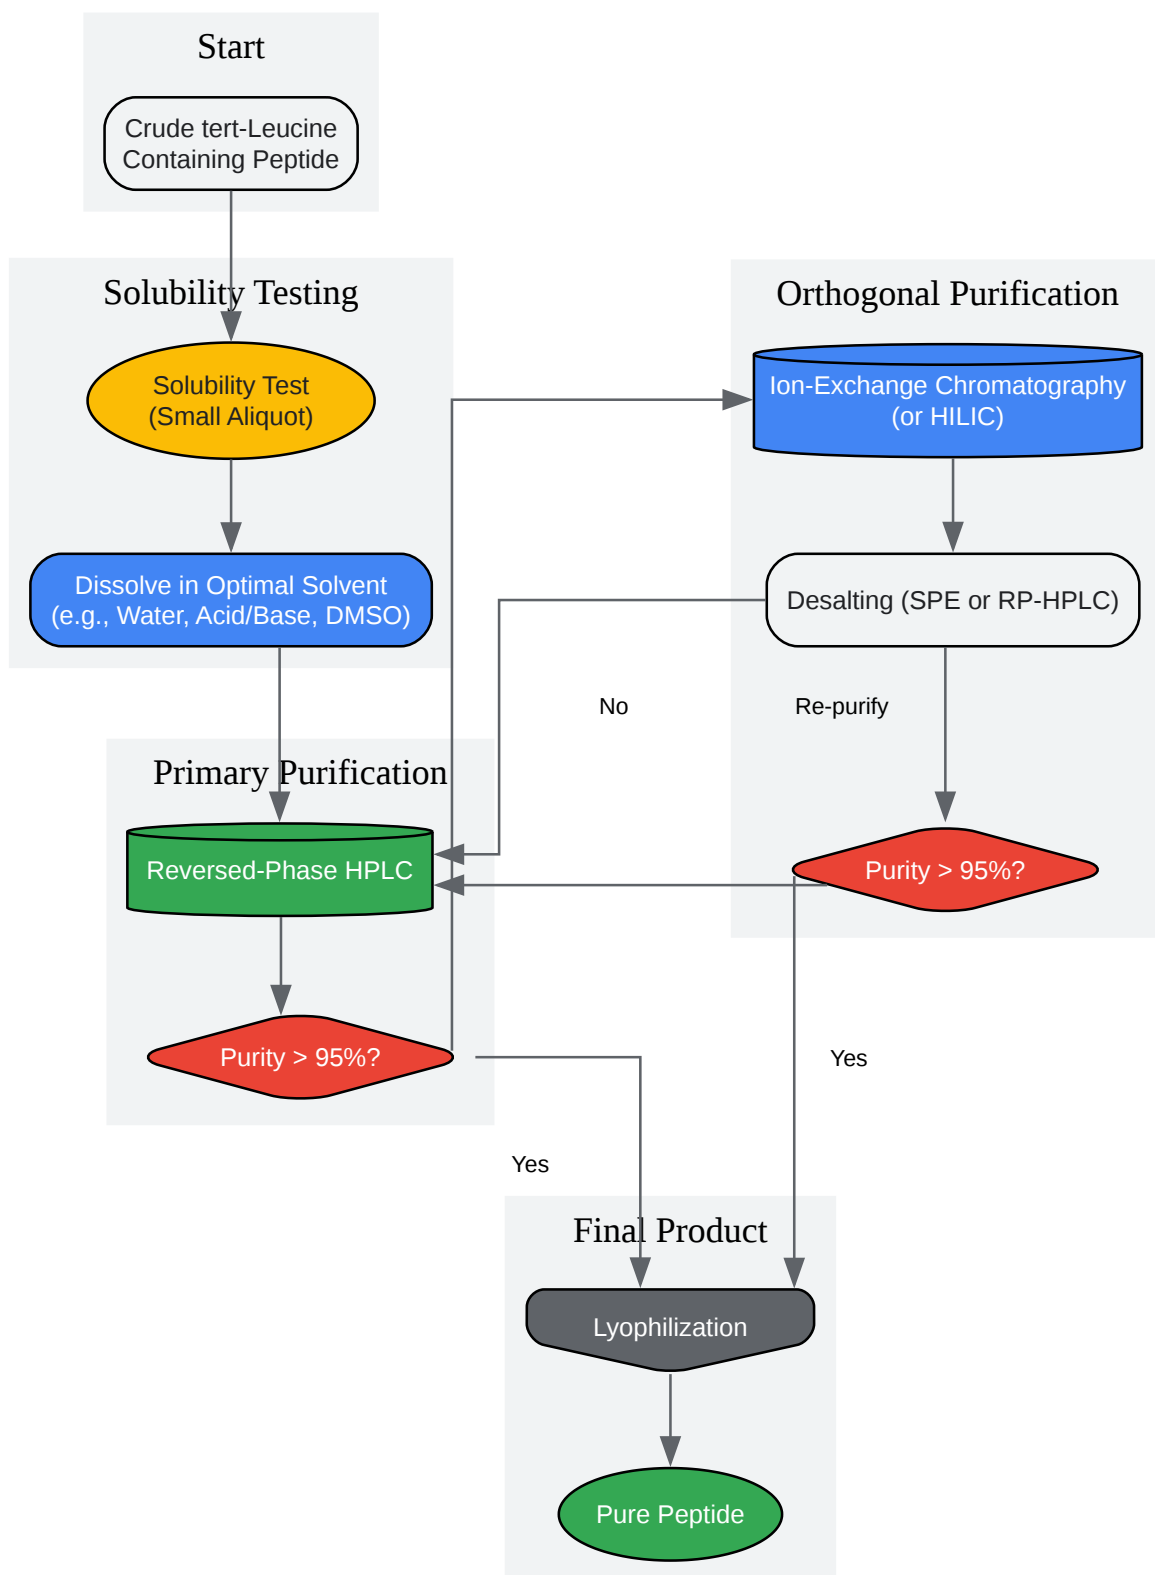 Start
Crude tert-Leucine
Containing Peptide
Solubility Testing
Solubility Test
(Small Aliquot)
Dissolve in Optimal Solvent
(e.g., Water, Acid/Base, DMSO)
Orthogonal Purification
Ion-Exchange Chromatography
(or HILIC)
Desalting (SPE or RP-HPLC)
No
Re-purify
Primary Purification
Reversed-Phase HPLC
Purity > 95%?
Purity > 95%?
Yes
Yes
Final Product
Lyophilization
Pure Peptide